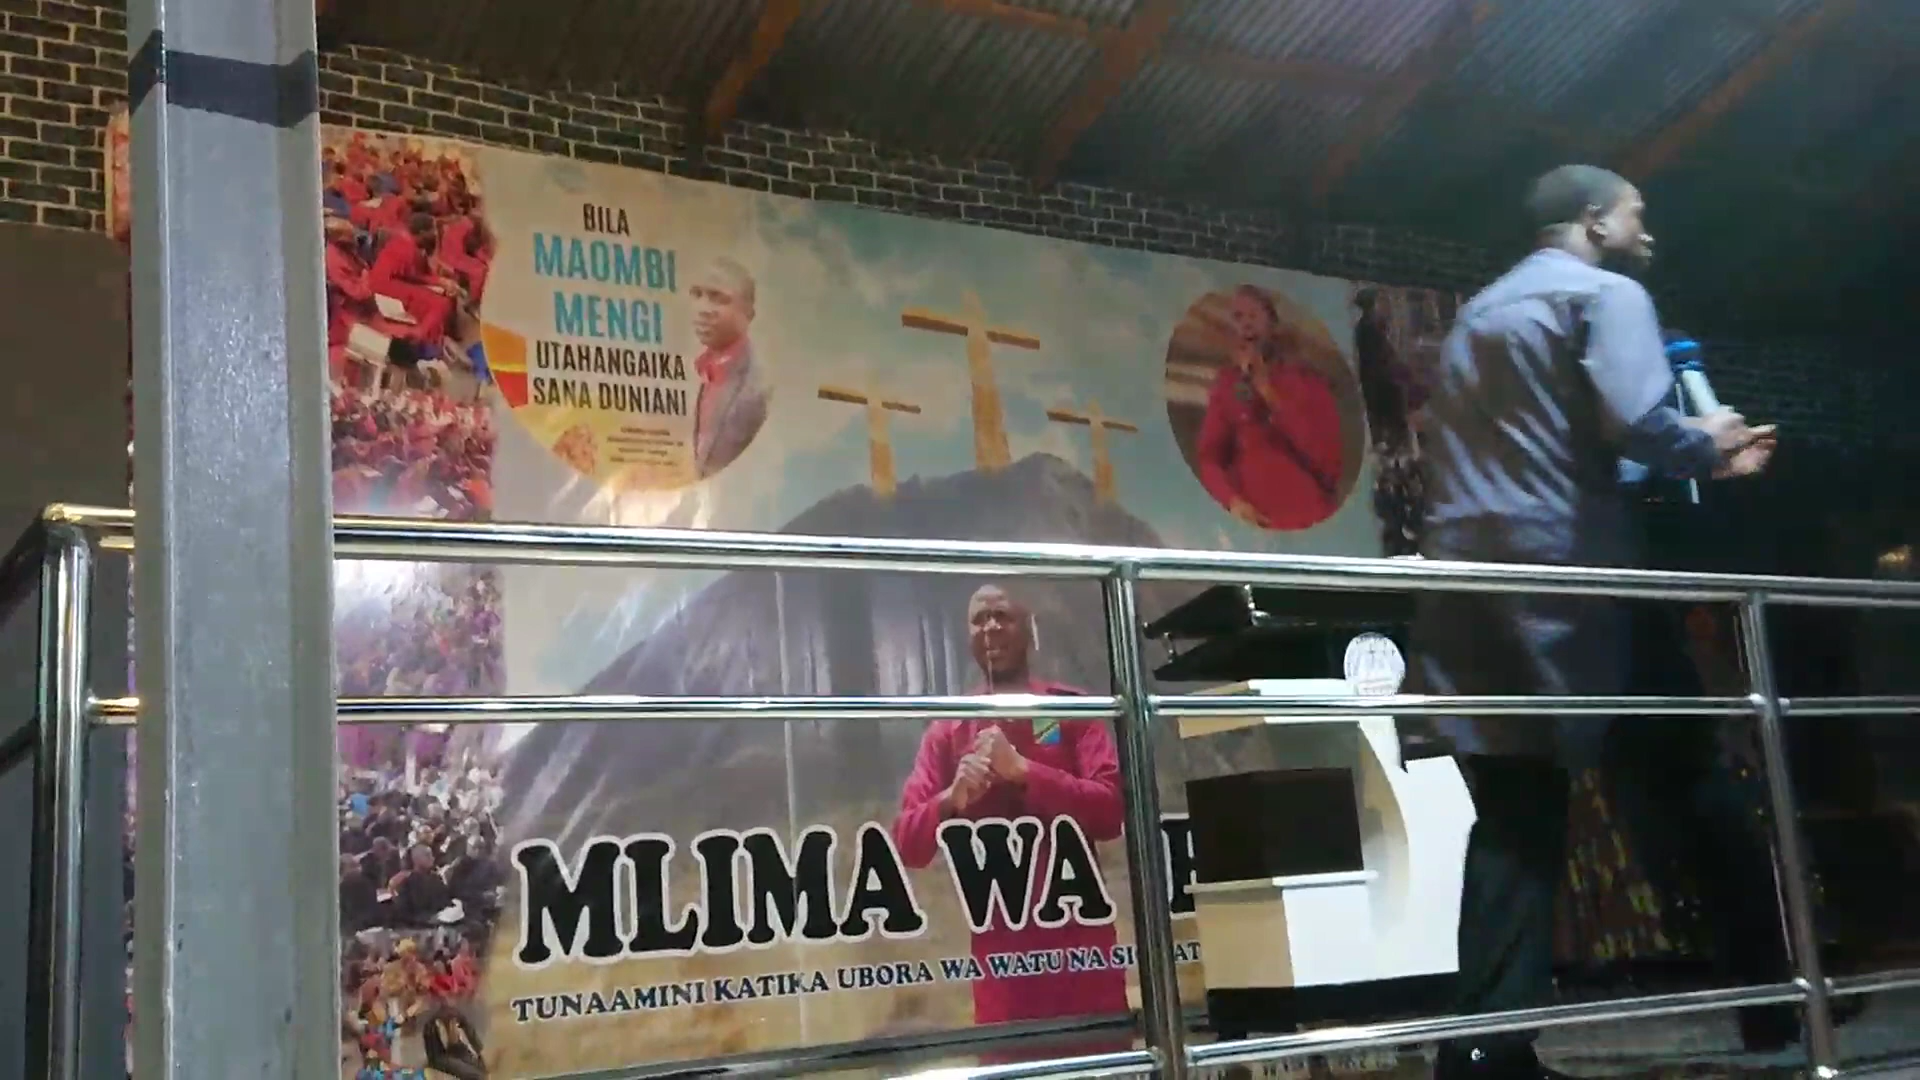 BILA
MAOMBI
MENGI
UTAHANGAIKA
SANA DUNIANI
MLIMA WA
TUNAAMINI KATIKA UBORA WA WATU NA